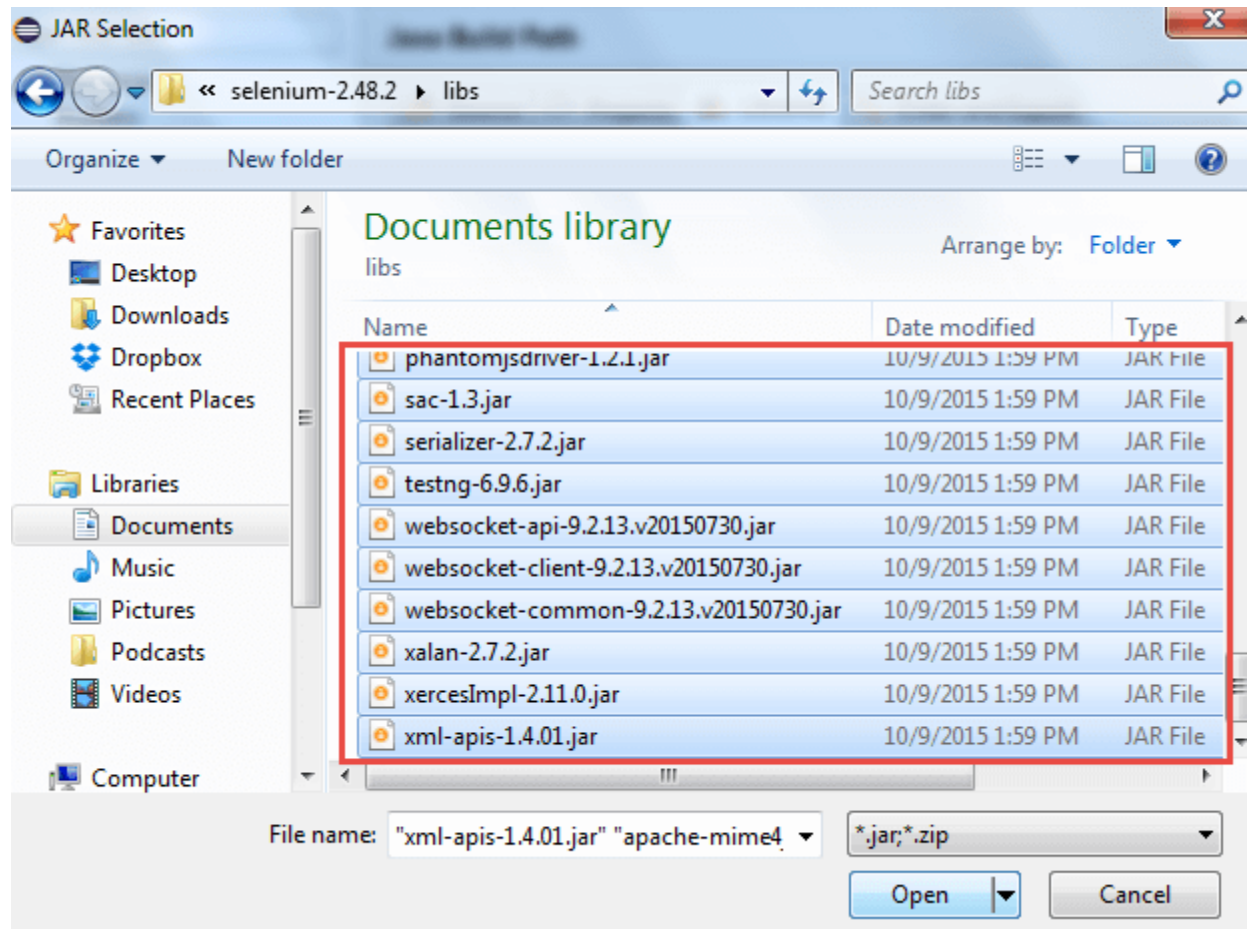 JAR Selection
Java Build Path
« selenium-2.48.2 ▸ libs
Search libs
Organize
New folder
Favorites
Desktop
Downloads
Dropbox
Recent Places
Libraries
Documents
Music
Pictures
Podcasts
Videos
Computer
Documents library
libs
Arrange by: Folder
Name Date modified Type
phantomjsdriver-1.2.1.jar 10/9/2015 1:59 PM JAR File
sac-1.3.jar 10/9/2015 1:59 PM JAR File
serializer-2.7.2.jar 10/9/2015 1:59 PM JAR File
testng-6.9.6.jar 10/9/2015 1:59 PM JAR File
websocket-api-9.2.13.v20150730.jar 10/9/2015 1:59 PM JAR File
websocket-client-9.2.13.v20150730.jar 10/9/2015 1:59 PM JAR File
websocket-common-9.2.13.v20150730.jar 10/9/2015 1:59 PM JAR File
xalan-2.7.2.jar 10/9/2015 1:59 PM JAR File
xercesImpl-2.11.0.jar 10/9/2015 1:59 PM JAR File
xml-apis-1.4.01.jar 10/9/2015 1:59 PM JAR File
File name: "xml-apis-1.4.01.jar" "apache-mime4
*.jar;*.zip
Open
Cancel